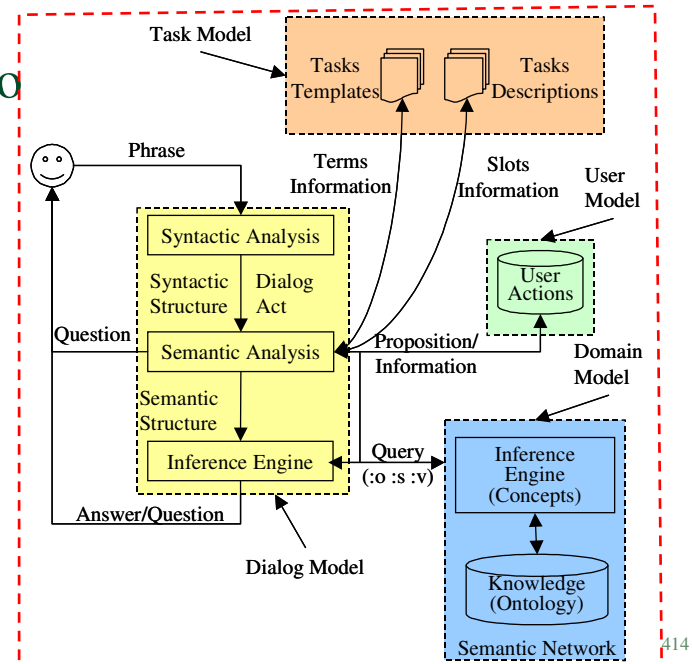 Task Model
Tasks
Templates
Tasks
Descriptions
o
Phrase
Terms
Information
Slots
Information
User
Model
Syntactic Analysis
User
Actions
Syntactic
Structure
Dialog
Act
Question
Semantic Analysis
Proposition/
Information
Domain
Model
Semantic
Structure
Inference Engine
Query
(:o :s :v)
Inference
Engine
(Concepts)
Answer/Question
Dialog Model
Knowledge
(Ontology)
Semantic Network
414